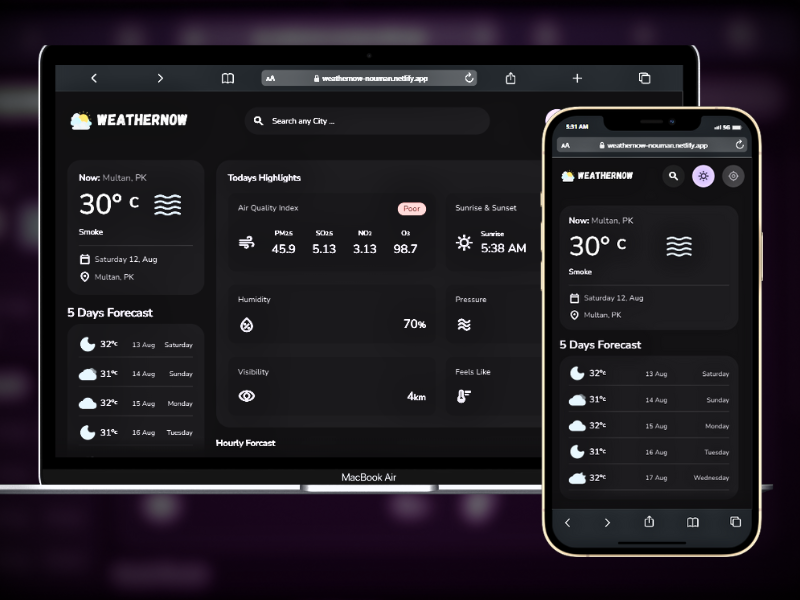 AA weathernow-nouman.netlify.app
WEATHERNOW
Search any City ...
Now: Multan, PK
30° C
Smoke
Saturday 12, Aug
Multan, PK
5 Days Forecast
32°c 13 Aug Saturday
31°c 14 Aug Sunday
32°c 15 Aug Monday
31°c 16 Aug Tuesday
Todays Highlights
Air Quality Index Poor
PM25 SO25 NO3 O3
45.9 5.13 3.13 98.7
Sunrise & Sunset
Sunrise
5:38 AM
Humidity
70%
Pressure
Visibility
4km
Feels Like
Hourly Forcast
MacBook Air
5:31 AM 5G
AA weathernow-nouman.netlify.app
WEATHERNOW
Now: Multan, PK
30° C
Smoke
Saturday 12, Aug
Multan, PK
5 Days Forecast
32°c 13 Aug Saturday
31°c 14 Aug Sunday
32°c 15 Aug Monday
31°c 16 Aug Tuesday
32°c 17 Aug Wednesday